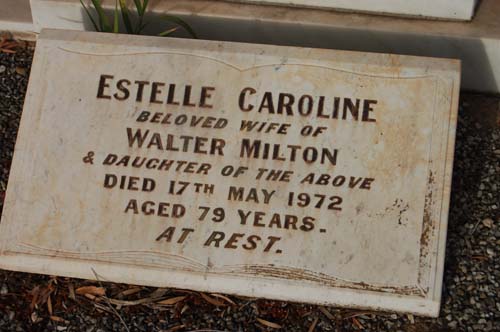 ESTELLE CAROLINE
BELOVED WIFE OF
WALTER MILTON
& DAUGHTER OF THE ABOVE
DIED 17TH MAY 1972
AGED 79 YEARS.
AT REST.